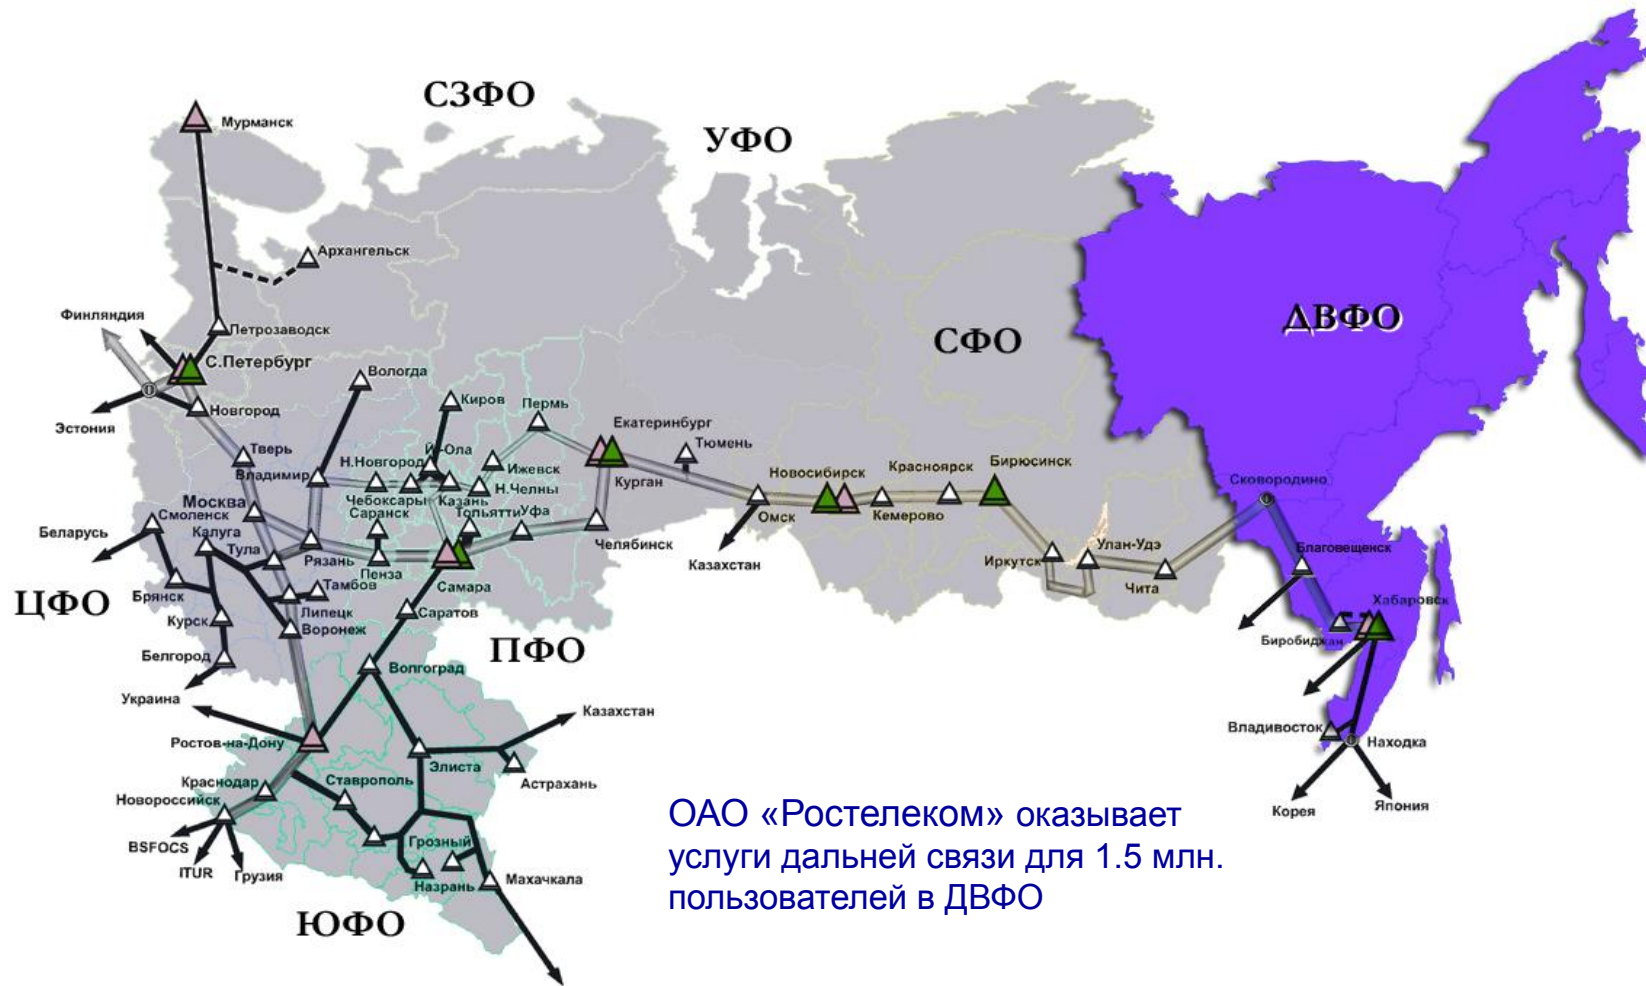 СЗФО
УФО
Мурманск
Архангельск
Финляндия
Петрозаводск
ДВФО
СФО
С.Петербург
Вологда
Киров
Пермь
Новгород
Эстония
Екатеринбург
Тюмень
Тверь
Н.Новгород
Й-Ола
Ижевск
Владимир
Новосибирск
Красноярск
Бирюсинск
Сковородино
Курган
Н.Челны
Чебоксары
Казань
Москва
Смоленск
Саранск
Тольятти
Уфа
Омск
Кемерово
Беларусь
Калуга
Тула
Рязань
Пенза
Челябинск
Казахстан
Иркутск
Улан-Удэ
Чита
Благовещенск
ЦФО
Брянск
Тамбов
Самара
Липецк
Саратов
Хабаровск
Курск
Воронеж
Биробиджан
Белгород
ПФО
Волгоград
Украина
Казахстан
Владивосток
Находка
Ростов-на-Дону
Элиста
Астрахань
Краснодар
Ставрополь
Новороссийск
Корея
Япония
BSFOCS
ITUR
Грузия
Грозный
Назрань
Махачкала
ЮФО
ОАО «Ростелеком» оказывает
услуги дальней связи для 1.5 млн.
пользователей в ДВФО